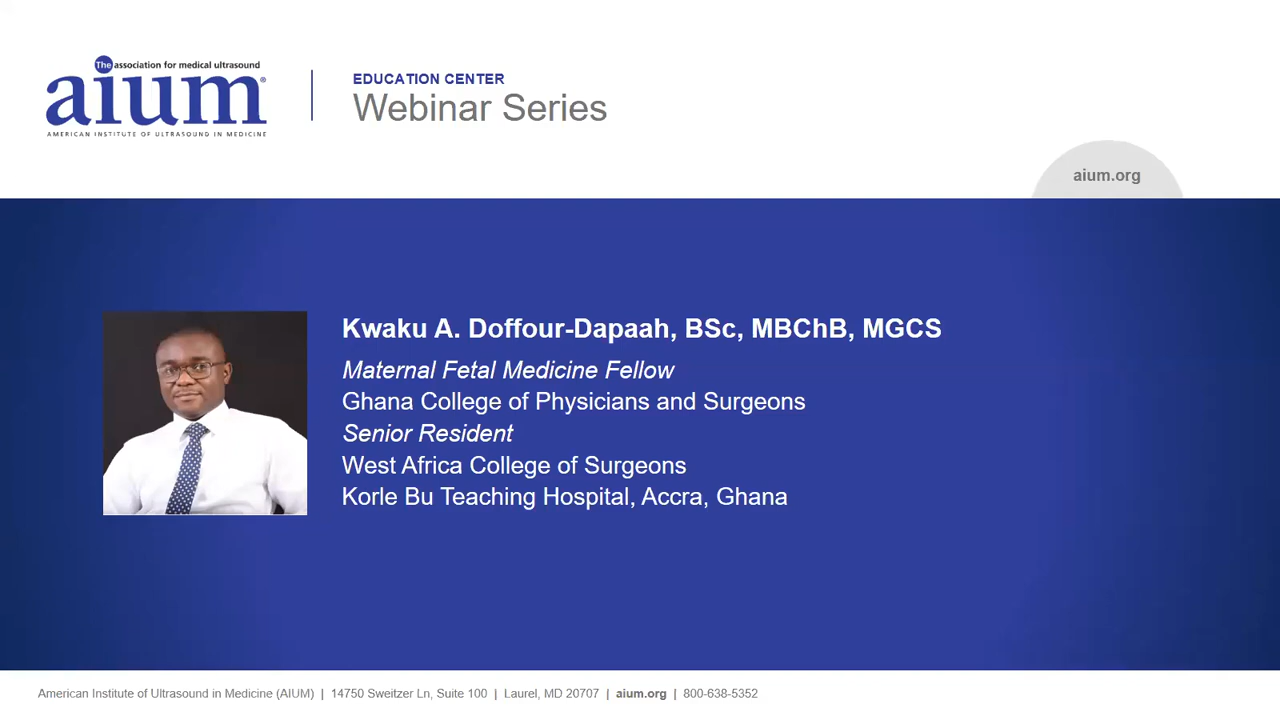 The association for medical ultrasound
aium®
AMERICAN INSTITUTE OF ULTRASOUND IN MEDICINE
EDUCATION CENTER
Webinar Series
aium.org
Kwaku A. Doffour-Dapaah, BSc, MBChB, MGCS
Maternal Fetal Medicine Fellow
Ghana College of Physicians and Surgeons
Senior Resident
West Africa College of Surgeons
Korle Bu Teaching Hospital, Accra, Ghana
American Institute of Ultrasound in Medicine (AIUM) | 14750 Sweitzer Ln, Suite 100 | Laurel, MD 20707 | aium.org | 800-638-5352